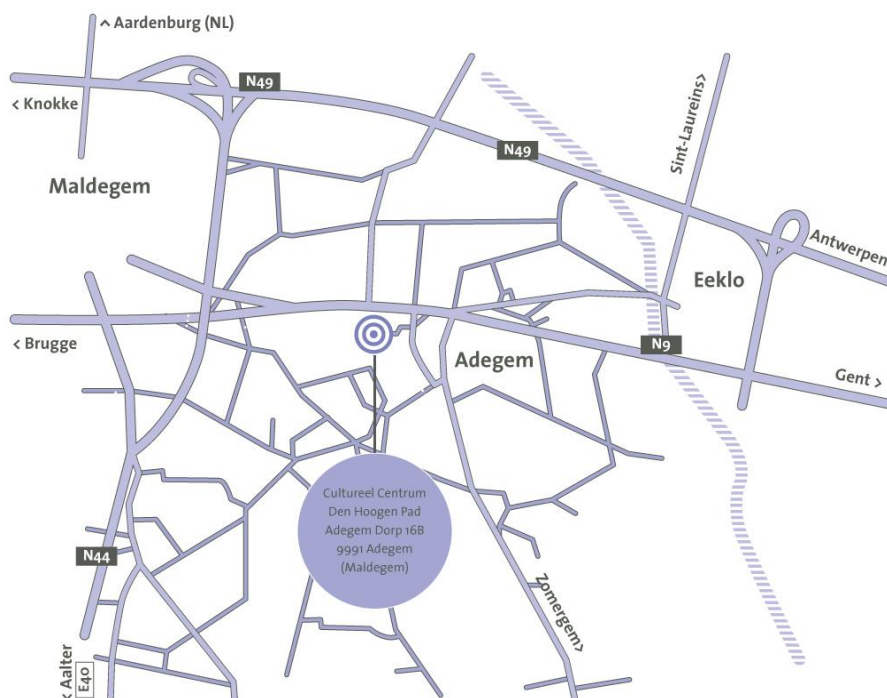 ^ Aardenburg (NL)
N49
< Knokke
N49
Sint-Laureins>
Maldegem
Antwerpen
Eeklo
< Brugge
N9
Adegem
Gent >
Cultureel Centrum
Den Hoogen Pad
Adegem Dorp 16B
9991 Adegem
(Maldegem)
N44
Zomergem>
< Aalter
E40